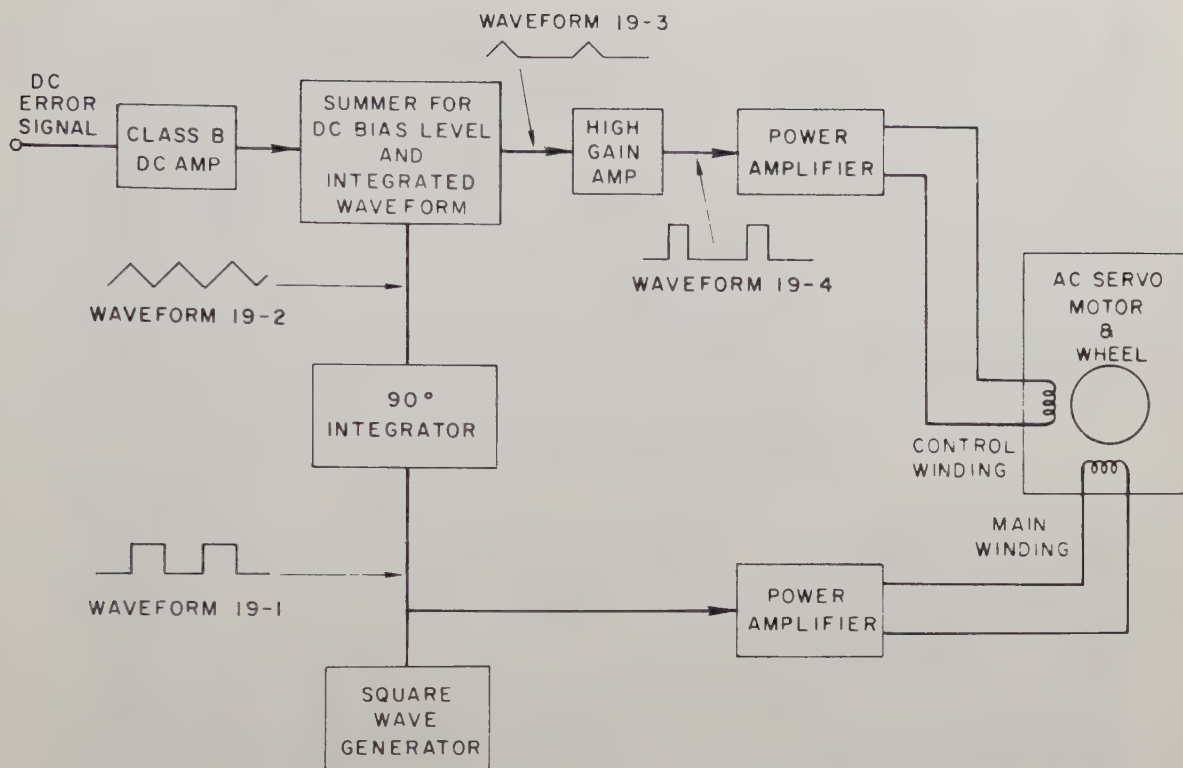 WAVEFORM 19-3
DC
ERROR
SIGNAL
CLASS B
DC AMP
SUMMER FOR
DC BIAS LEVEL
AND
INTEGRATED
WAVEFORM
HIGH
GAIN
AMP
POWER
AMPLIFIER
WAVEFORM 19-2
WAVEFORM 19-4
AC SERVO
MOTOR
&
WHEEL
90°
INTEGRATOR
CONTROL
WINDING
MAIN
WINDING
WAVEFORM 19-1
POWER
AMPLIFIER
SQUARE
WAVE
GENERATOR